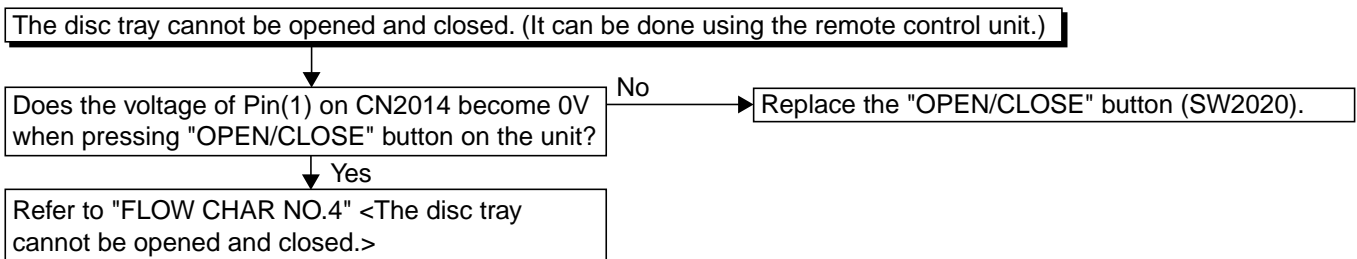 The disc tray cannot be opened and closed. (It can be done using the remote control unit.)
Does the voltage of Pin(1) on CN2014 become 0V
when pressing "OPEN/CLOSE" button on the unit?
No
Replace the "OPEN/CLOSE" button (SW2020).
Yes
Refer to "FLOW CHAR NO.4" <The disc tray
cannot be opened and closed.>